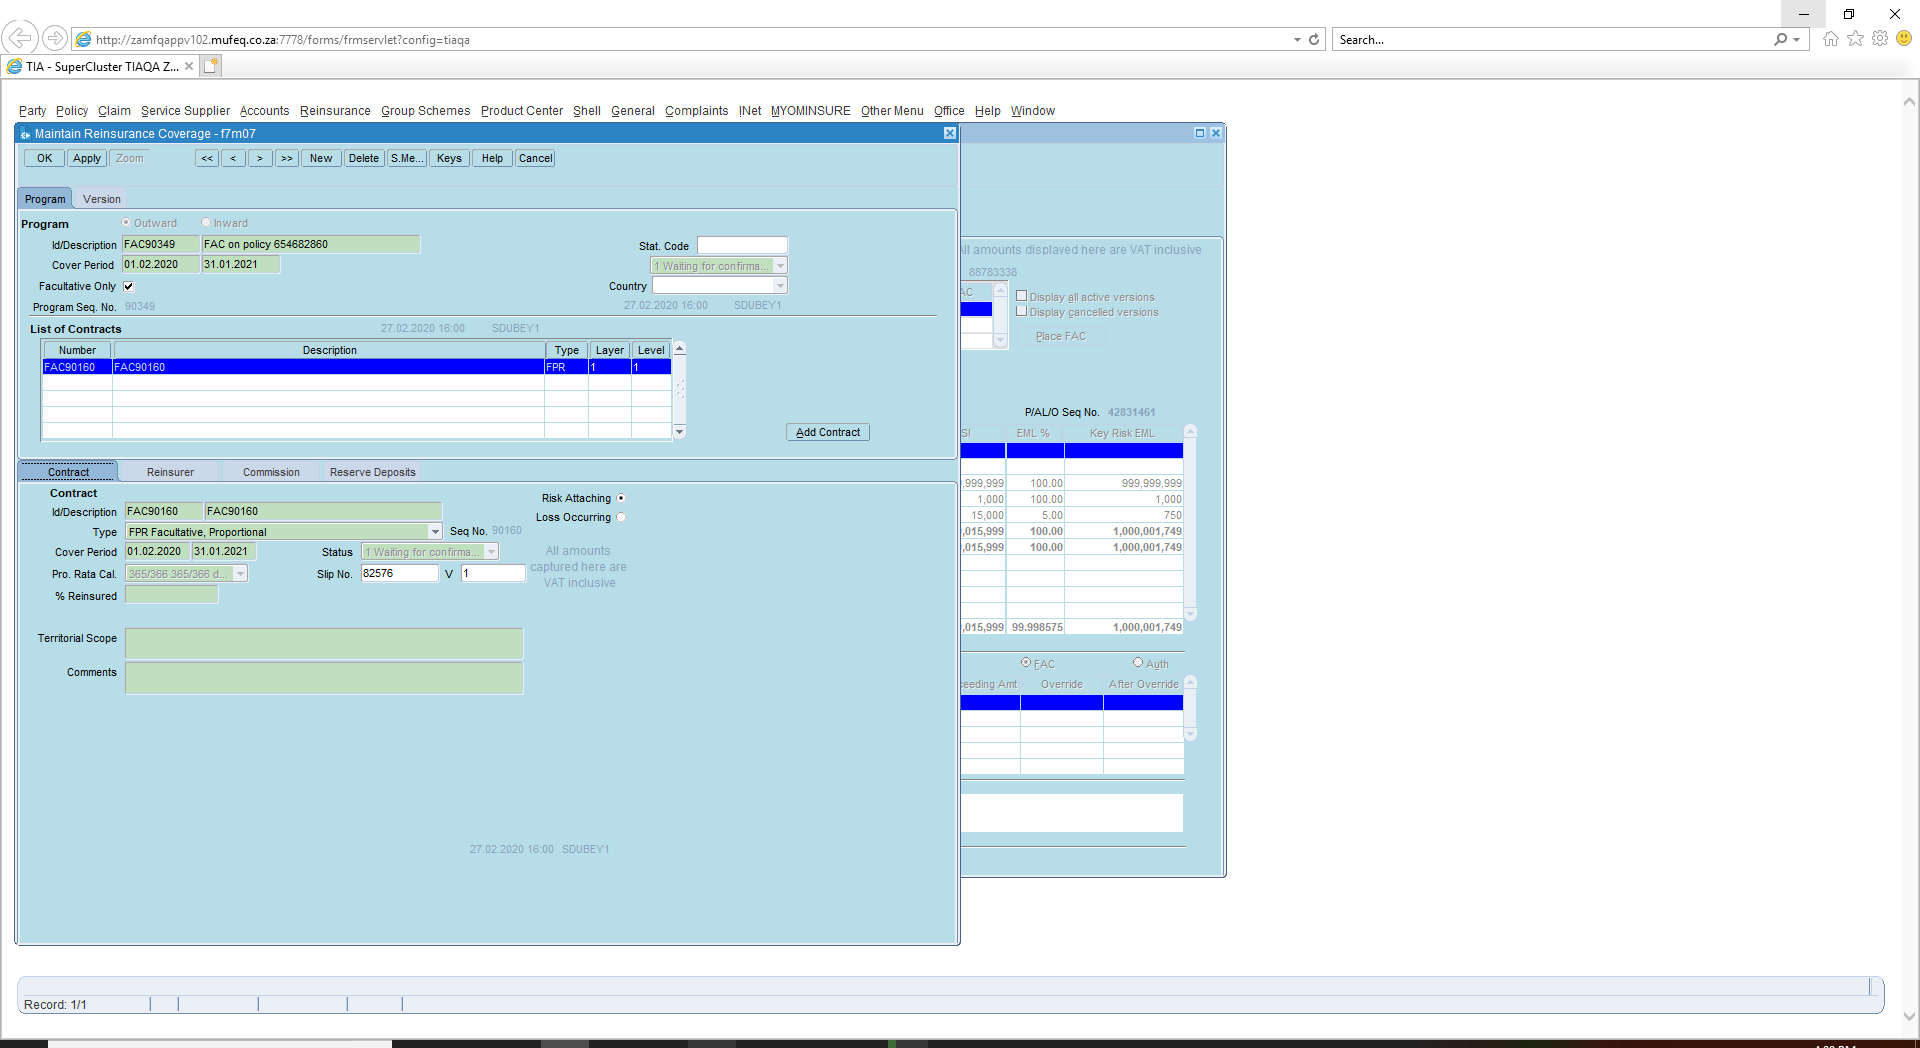 http://zamfqappv102.mufeq.co.za:7778/forms/frmservlet?config=tiaqa
Search...
TIA - SuperCluster TIAQA Z...
Party Policy Claim Service Supplier Accounts Reinsurance Group Schemes Product Center Shell General Complaints INet MYOMINSURE Other Menu Office Help Window
Maintain Reinsurance Coverage - f7m07
OK Apply Zoom << < > >> New Delete S.Me... Keys Help Cancel
Program Version
Program Outward Inward
Id/Description FAC90349 FAC on policy 654682860 Stat. Code
Cover Period 01.02.2020 31.01.2021 1 Waiting for confirma...
Facultative Only Country
Program Seq. No. 90349 27.02.2020 16:00 SDUBEY1
List of Contracts 27.02.2020 16:00 SDUBEY1
Number Description Type Layer Level
FAC90160 FAC90160 FPR 1 1
Add Contract
Contract Reinsurer Commission Reserve Deposits
Contract
Risk Attaching
Id/Description FAC90160 FAC90160
Loss Occurring
Type FPR Facultative, Proportional Seq No. 90160
Cover Period 01.02.2020 31.01.2021 Status 1 Waiting for confirma...
All amounts
captured here are
VAT inclusive
Pro. Rata Cal. 365/366 365/366 d... Slip No. 82576 V 1
% Reinsured
Territorial Scope
Comments
27.02.2020 16:00 SDUBEY1
All amounts displayed here are VAT inclusive
88783338
AC
Display all active versions
Display cancelled versions
Place FAC
P/AL/O Seq No. 42831461
SI EML % Key Risk EML
,999,999 100.00 999,999,999
1,000 100.00 1,000
15,000 5.00 750
,015,999 100.00 1,000,001,749
,015,999 100.00 1,000,001,749
,015,999 99.998575 1,000,001,749
FAC Auth
ceeding Amt Override After Override
Record: 1/1